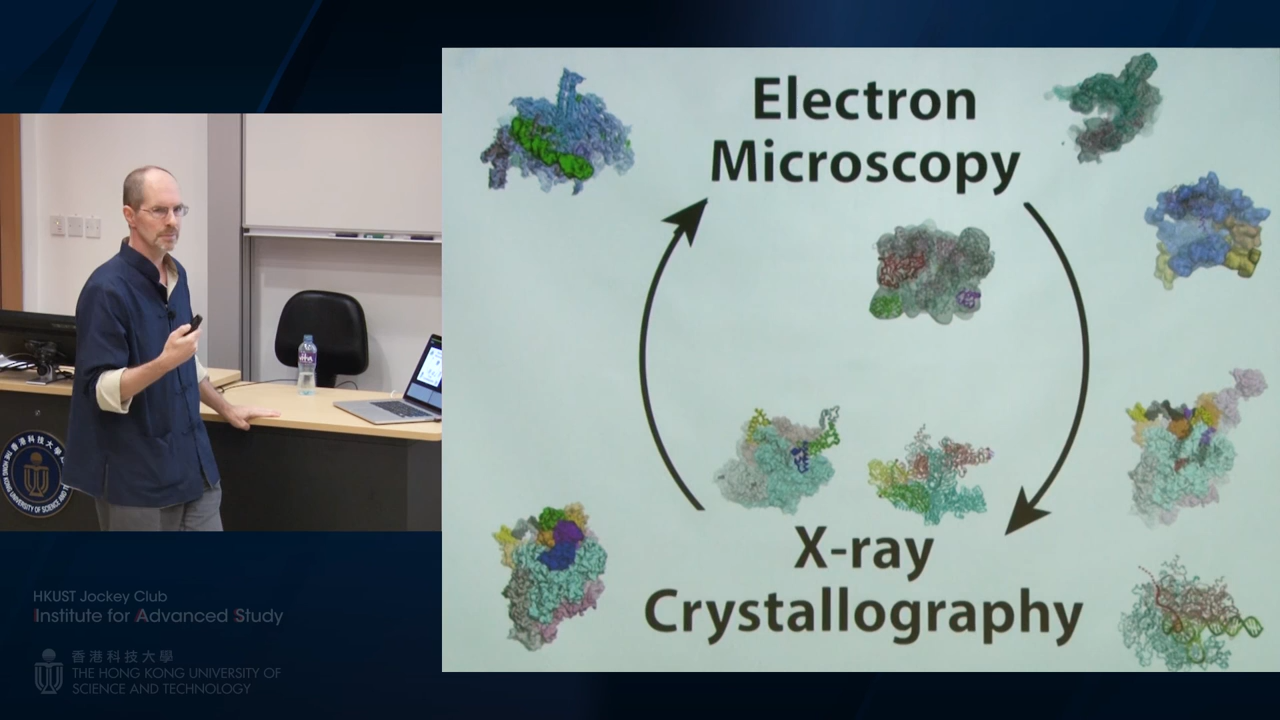 Electron
Microscopy
X-ray
Crystallography
HKUST Jockey Club
Institute for Advanced Study
香港科技大學
THE HONG KONG UNIVERSITY OF
SCIENCE AND TECHNOLOGY